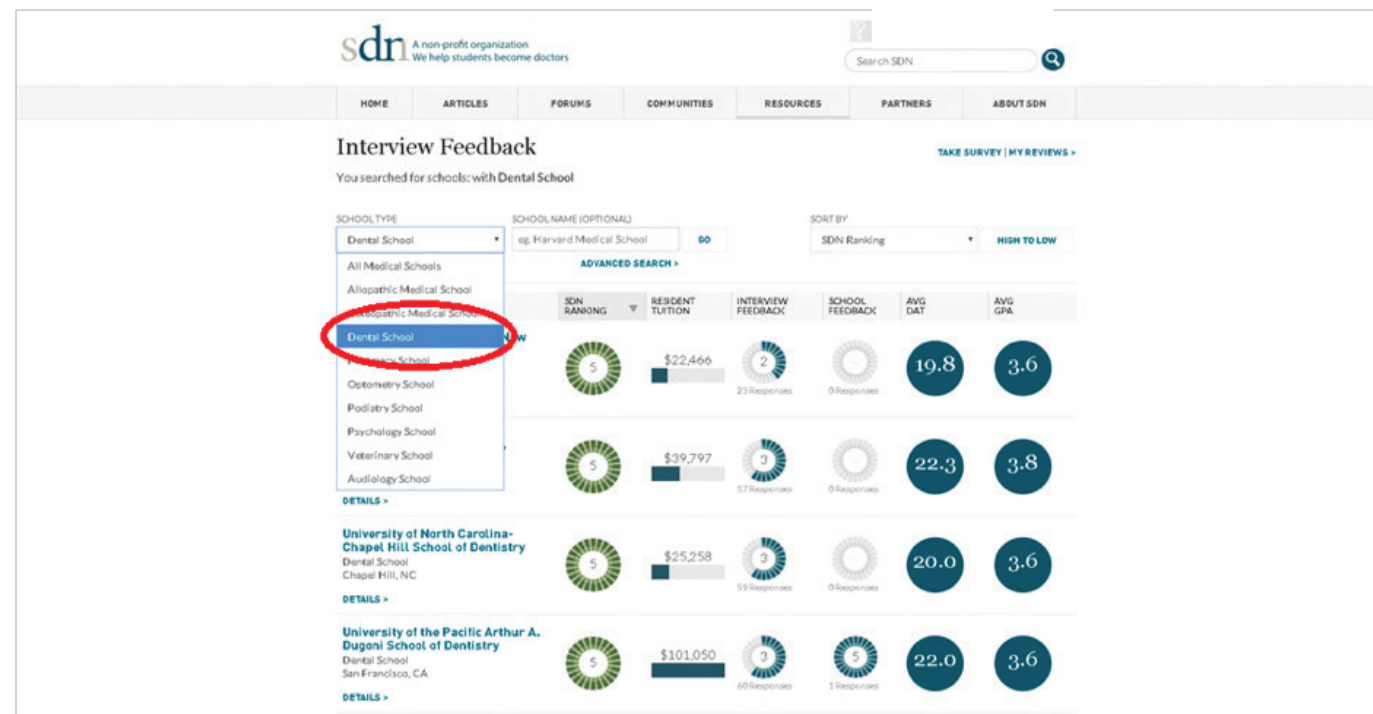 sdn
A non-profit organization
We help students become doctors
?
Search SDN
HOME ARTICLES FORUMS COMMUNITIES RESOURCES PARTNERS ABOUT SDN
Interview Feedback
TAKE SURVEY | MY REVIEWS >
You searched for schools: with Dental School
SCHOOL TYPE SCHOOL NAME (OPTIONAL) SORT BY
Dental School eg. Harvard Medical School GO SDN Ranking HIGH TO LOW
ADVANCED SEARCH >
All Medical Schools
Allopathic Medical School
Osteopathic Medical School
Dental School
Pharmacy School
Optometry School
Podiatry School
Psychology School
Veterinary School
Audiology School
SDN RANKING RESIDENT TUITION INTERVIEW FEEDBACK SCHOOL FEEDBACK AVG DAT AVG GPA
5 $22,466 2 - 19.8 3.6
23 Responses 0 Responses
5 $39,797 3 - 22.3 3.8
57 Responses 0 Responses
DETAILS >
University of North Carolina-
Chapel Hill School of Dentistry
Dental School
Chapel Hill, NC
5 $25,258 3 - 20.0 3.6
59 Responses 0 Responses
DETAILS >
University of the Pacific Arthur A.
Dugoni School of Dentistry
Dental School
San Francisco, CA
5 $101,050 3 5 22.0 3.6
60 Responses 1 Responses
DETAILS >